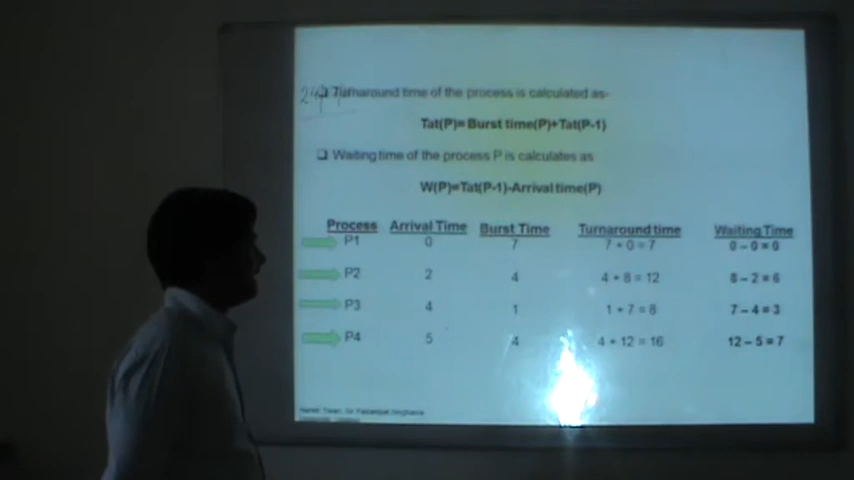 ❑ Turnaround time of the process is calculated as-
Tat(P)= Burst time(P)+Tat(P-1)
❑ Waiting time of the process P is calculates as
W(P)=Tat(P-1)-Arrival time(P)
Process Arrival Time Burst Time Turnaround time Waiting Time
P1 0 7 7 + 0 = 7 0 – 0 = 0
P2 2 4 4 + 8 = 12 8 – 2 = 6
P3 4 1 1 + 7 = 8 7 – 4 = 3
P4 5 4 4 + 12 = 16 12 – 5 = 7